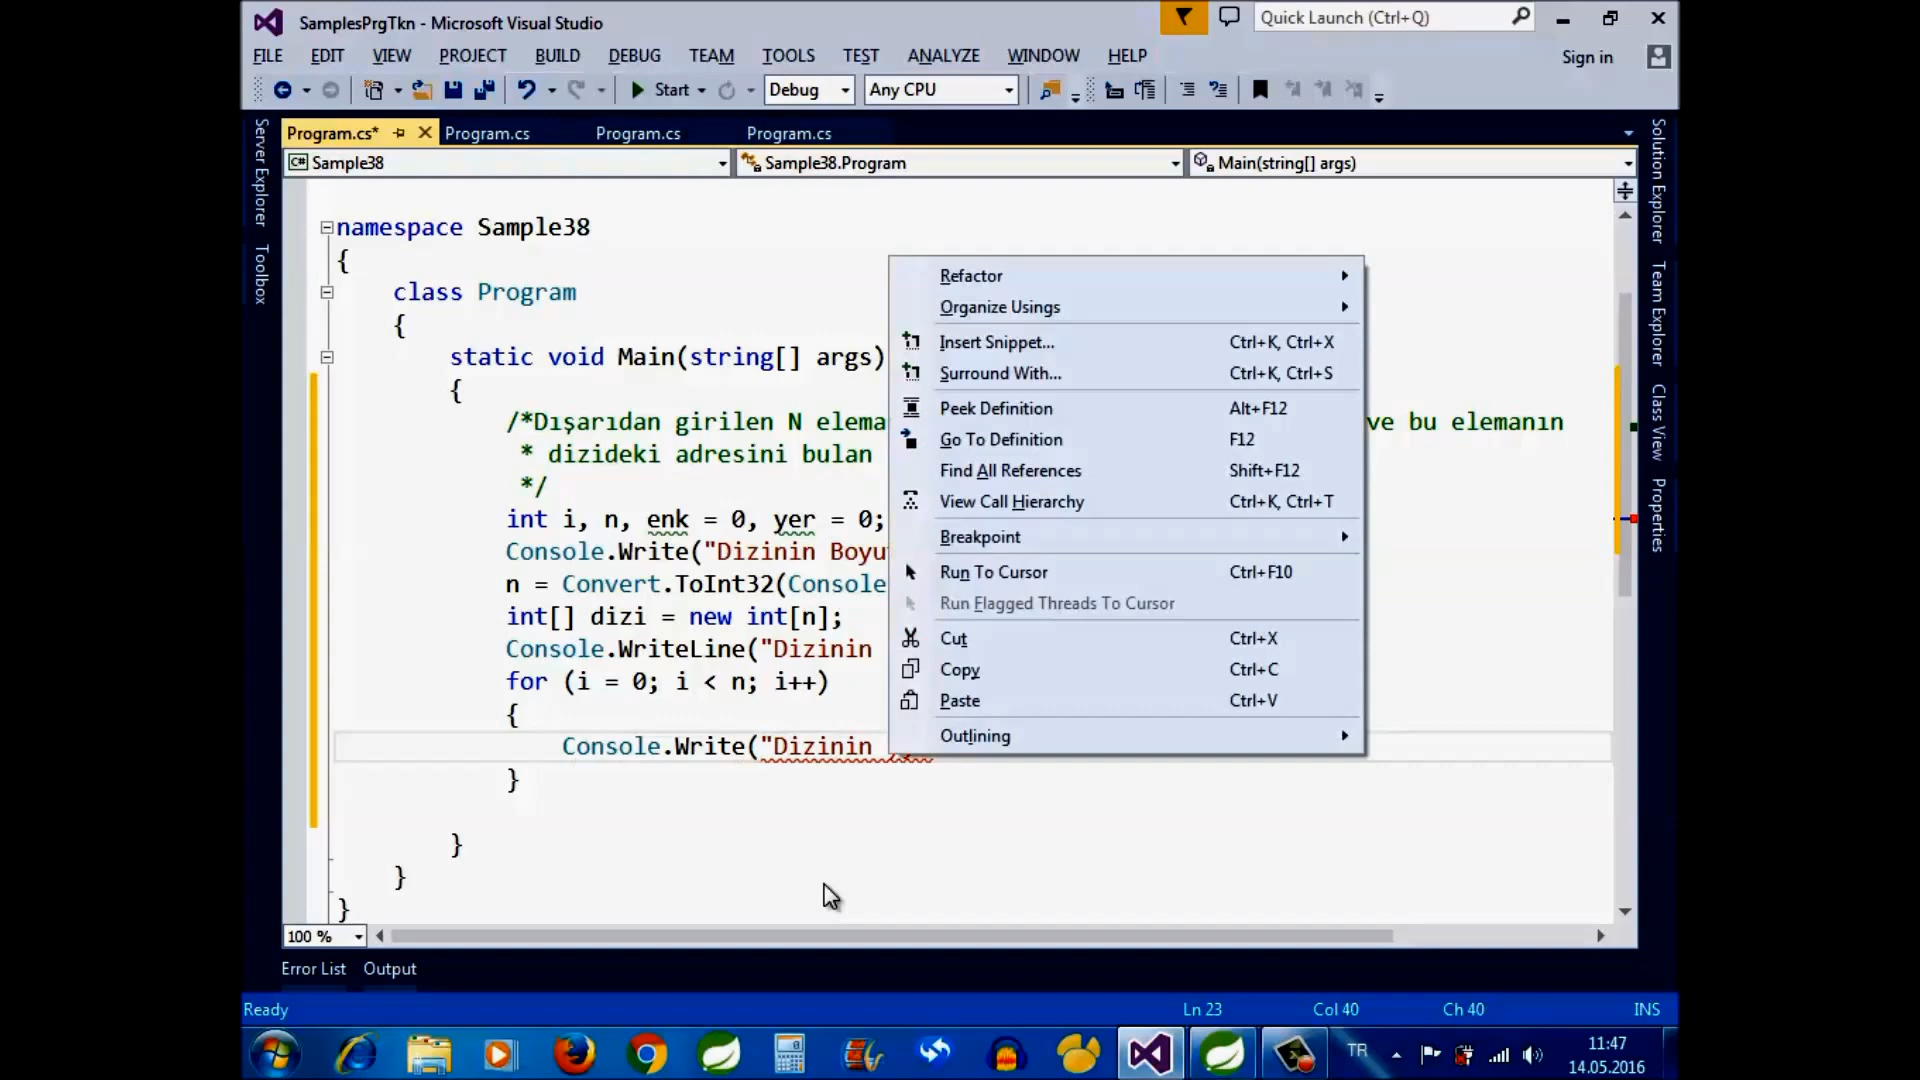 SamplesPrgTkn - Microsoft Visual Studio
Quick Launch (Ctrl+Q)
FILE EDIT VIEW PROJECT BUILD DEBUG TEAM TOOLS TEST ANALYZE WINDOW HELP
Sign in
Start Debug Any CPU
Program.cs* Program.cs Program.cs Program.cs
C# Sample38 Sample38.Program Main(string[] args)
Server Explorer
Toolbox
Solution Explorer
Team Explorer
Class View
Properties
namespace Sample38
{
class Program
{
static void Main(string[] args)
{
/*Dışarıdan girilen N elema ve bu elemanın
* dizideki adresini bulan
*/
int i, n, enk = 0, yer = 0;
Console.Write("Dizinin Boyu
n = Convert.ToInt32(Console
int[] dizi = new int[n];
Console.WriteLine("Dizinin
for (i = 0; i < n; i++)
{
Console.Write("Dizinin
}
}
}
}
Refactor
Organize Usings
Insert Snippet... Ctrl+K, Ctrl+X
Surround With... Ctrl+K, Ctrl+S
Peek Definition Alt+F12
Go To Definition F12
Find All References Shift+F12
View Call Hierarchy Ctrl+K, Ctrl+T
Breakpoint
Run To Cursor Ctrl+F10
Run Flagged Threads To Cursor
Cut Ctrl+X
Copy Ctrl+C
Paste Ctrl+V
Outlining
100 %
Error List Output
Ready Ln 23 Col 40 Ch 40 INS
TR
11:47
14.05.2016